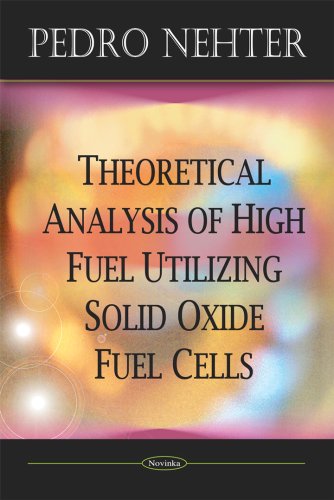 PEDRO NEHTER
THEORETICAL
ANALYSIS OF HIGH
FUEL UTILIZING
SOLID OXIDE
FUEL CELLS
Novinka